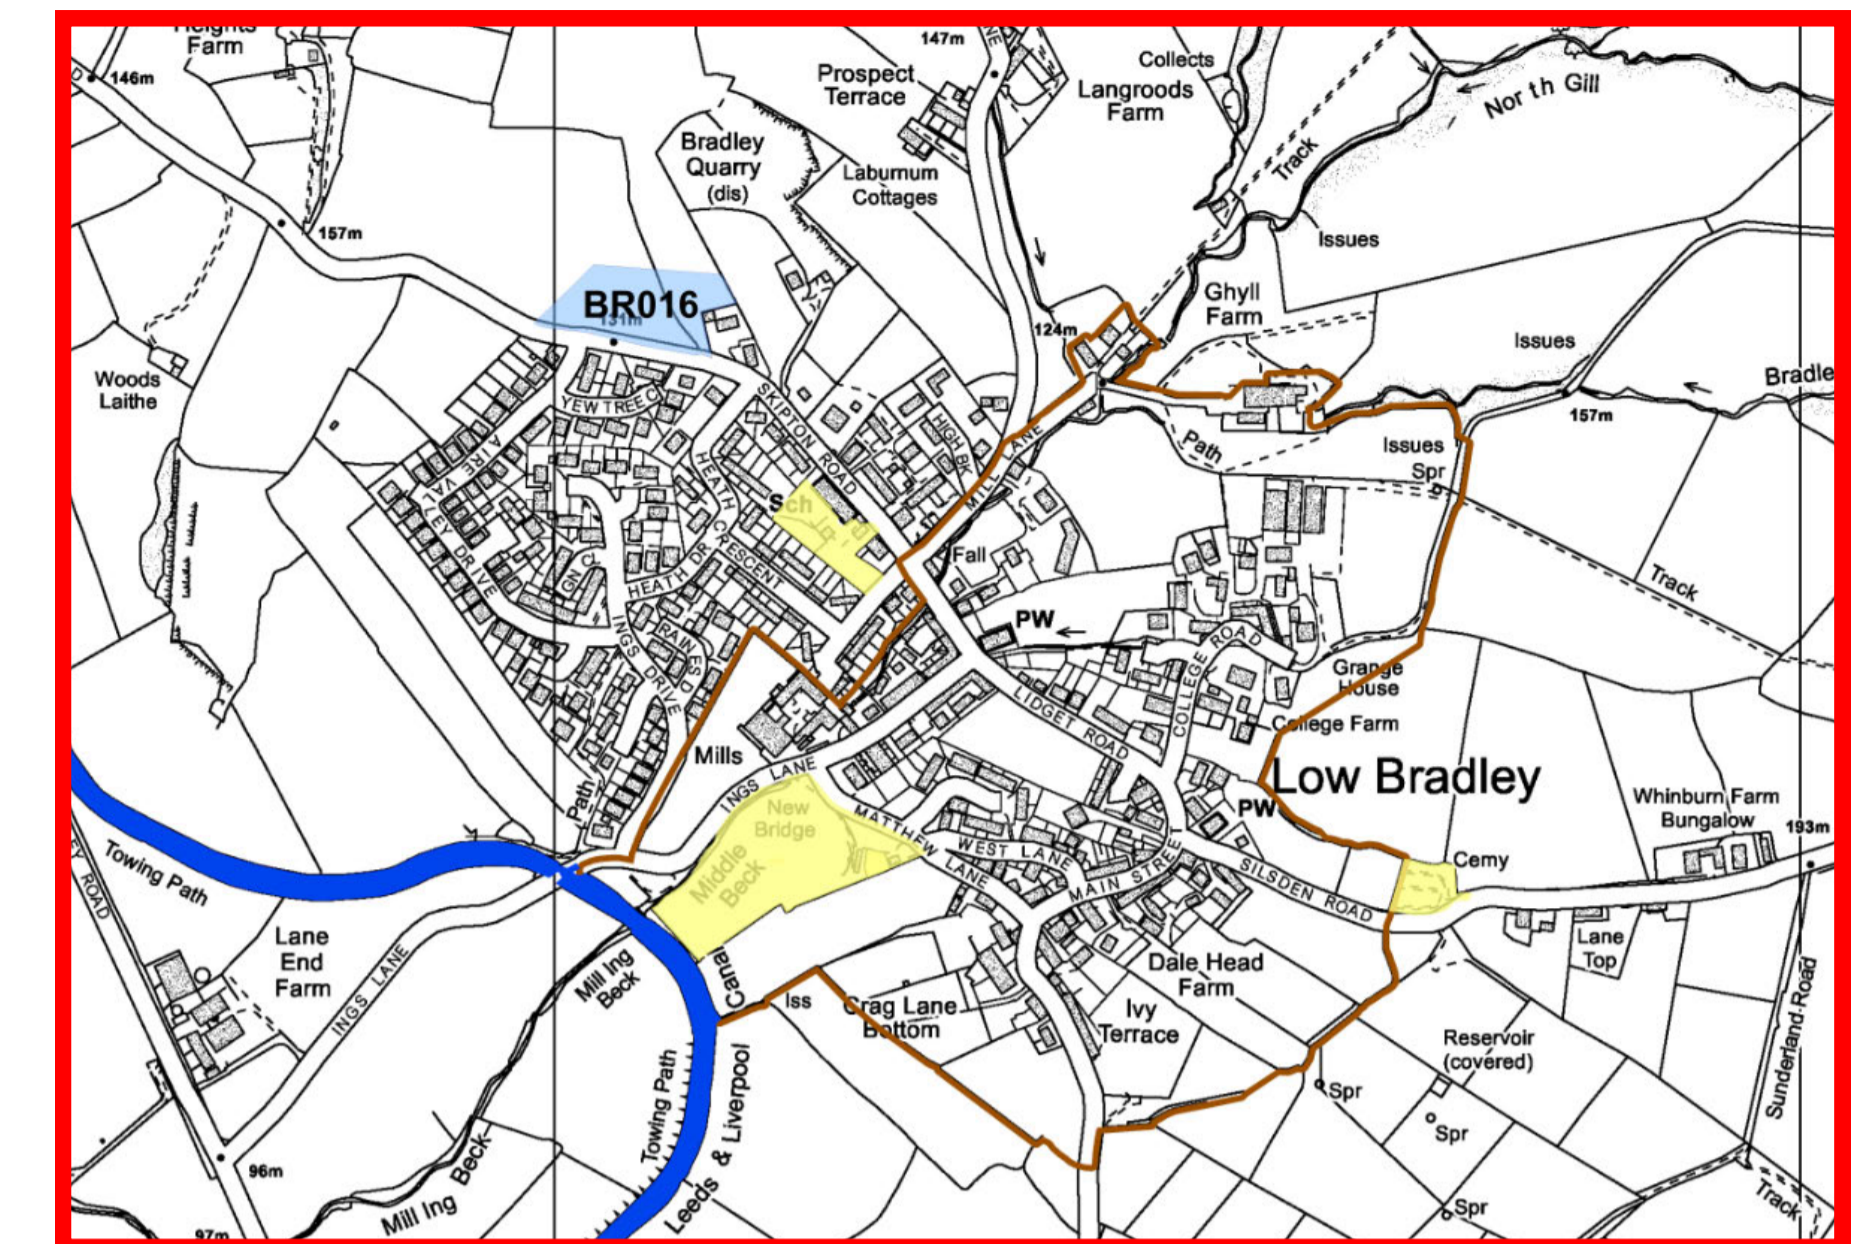 Heights
Farm
146m
157m
147m
Prospect
Terrace
Collects
Langroods
Farm
North Gill
Track
Bradley
Quarry
(dis)
Laburnum
Cottages
Issues
BR016
131m
124m
Ghyll
Farm
Issues
Woods
Laithe
Bradle
157m
YEW TREE C
SKIPTON ROAD
HIGH BK
MILL LANE
Path
Issues
Spr
AIRE VALLEY DRIVE
HEATH CRESCENT
Sch
HEATH DR
Fall
Track
PW
INGS DRIVE
RAINES D
COLLEGE ROAD
Grange
House
LIDGET ROAD
College Farm
Mills
INGS LANE
Low Bradley
Path
New
Bridge
MATTHEW LANE
PW
Whinburn Farm
Bungalow
193m
Towing Path
EY ROAD
Middle
Beck
WEST LANE
MAIN STREET
SILSDEN ROAD
Cemy
Lane
End
Farm
INGS LANE
Mill Ing
Beck
Canal
Iss
Crag Lane
Bottom
Dale Head
Farm
Ivy
Terrace
Lane
Top
Reservoir
(covered)
Sunderland Road
Spr
Spr
Towing Path
Leeds & Liverpool
96m
Mill Ing Beck
97m
Spr
Track